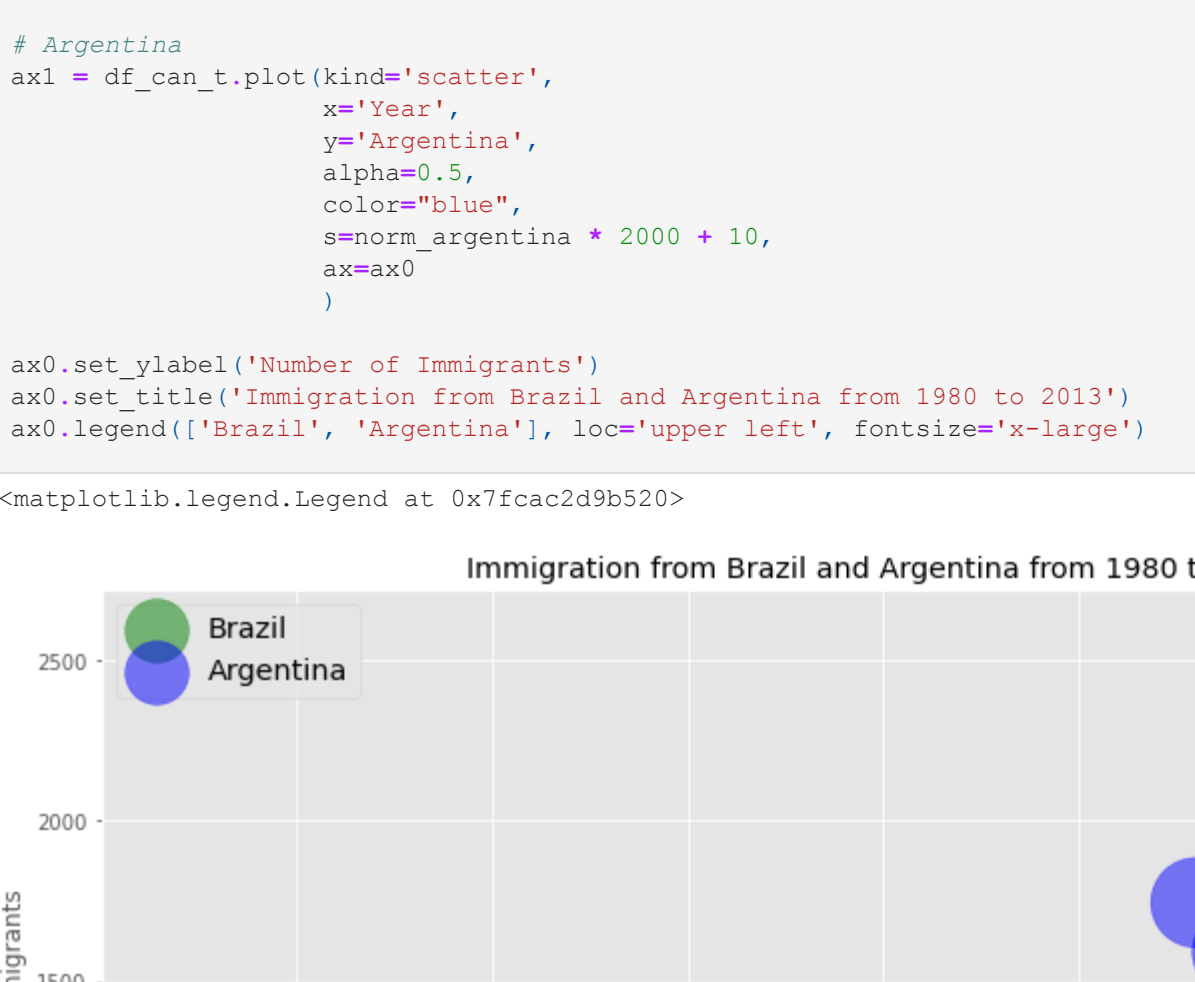 # Argentina
ax1 = df_can_t.plot(kind='scatter',
x='Year',
y='Argentina',
alpha=0.5,
color="blue",
s=norm_argentina * 2000 + 10,
ax=ax0
)
ax0.set_ylabel('Number of Immigrants')
ax0.set_title('Immigration from Brazil and Argentina from 1980 to 2013')
ax0.legend(['Brazil', 'Argentina'], loc='upper left', fontsize='x-large')
<matplotlib.legend.Legend at 0x7fcac2d9b520>
Immigration from Brazil and Argentina from 1980 t
Brazil
Argentina
2500
2000
migrants
1500